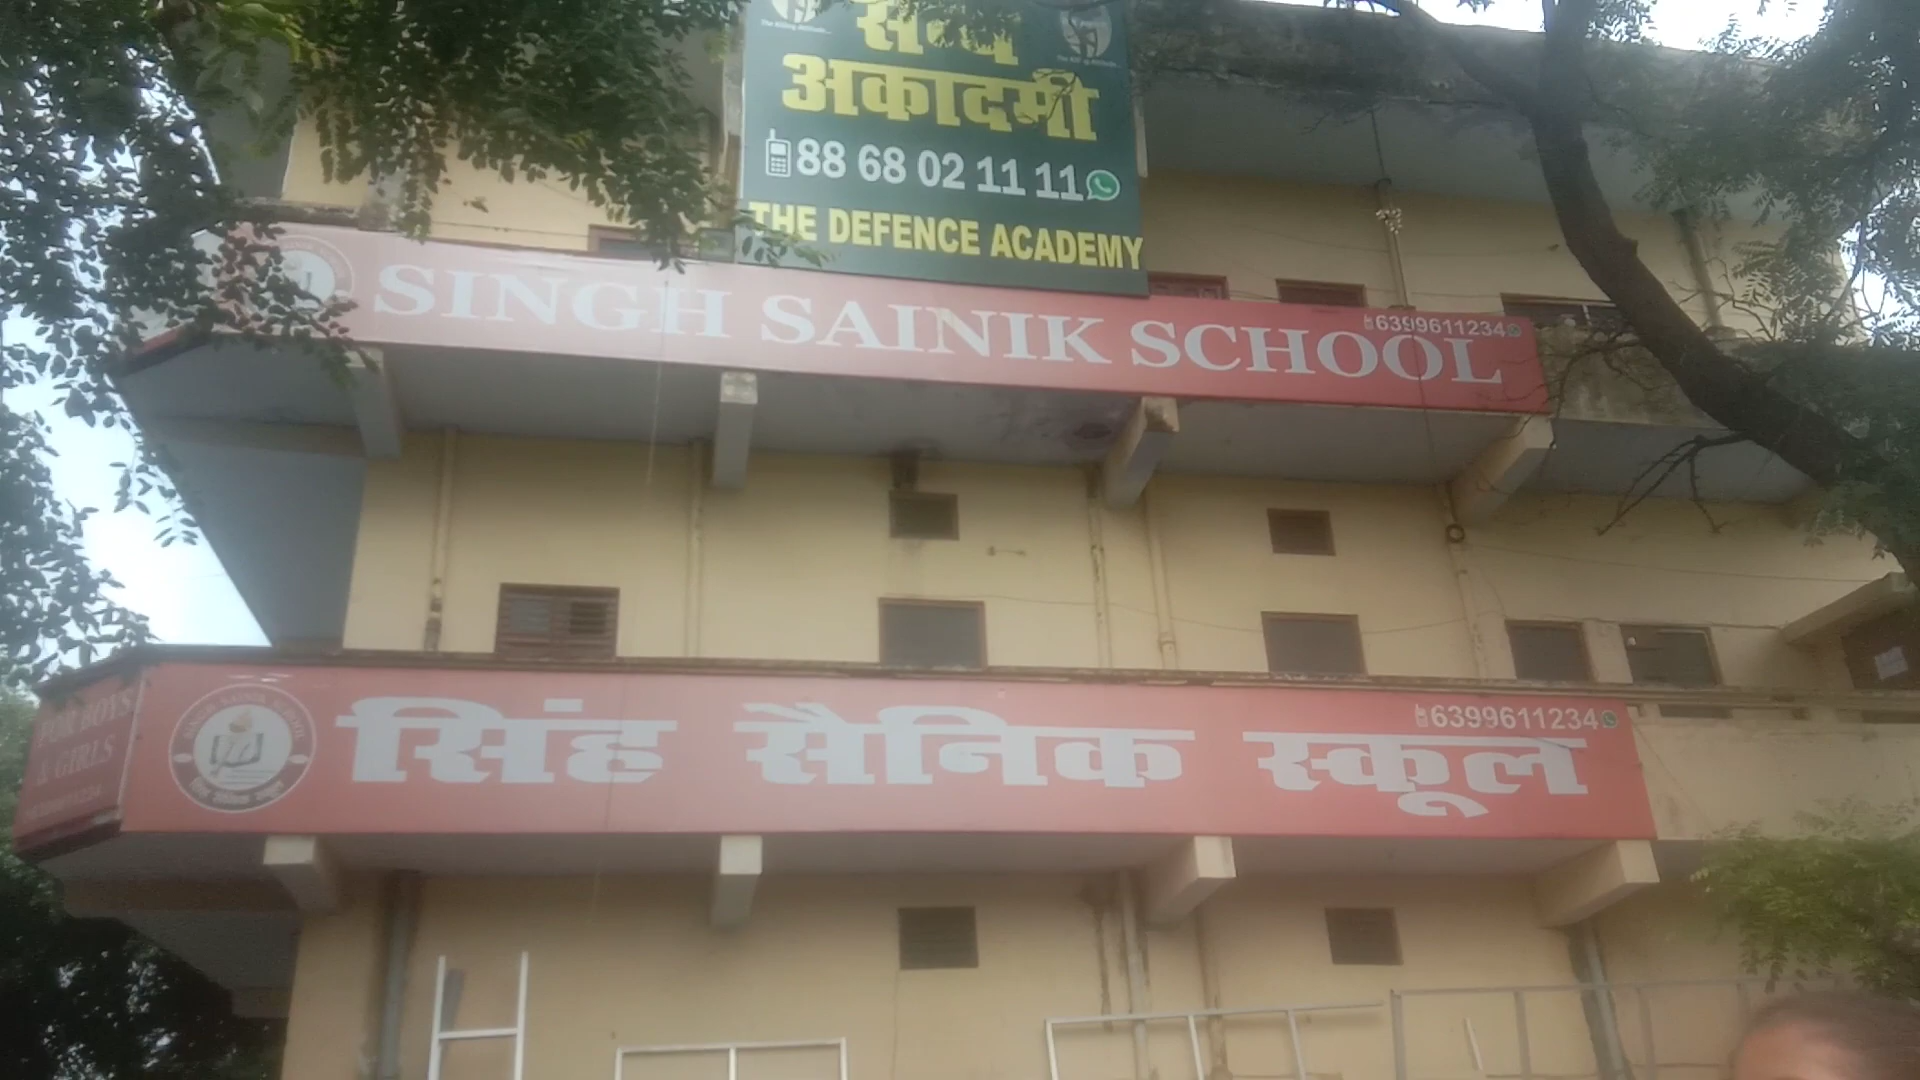 अकादमी
88 68 02 11 11
THE DEFENCE ACADEMY
SINGH SAINIK SCHOOL
6399611234
सिंह सैनिक स्कूल
6399611234
FOR BOYS
& GIRLS